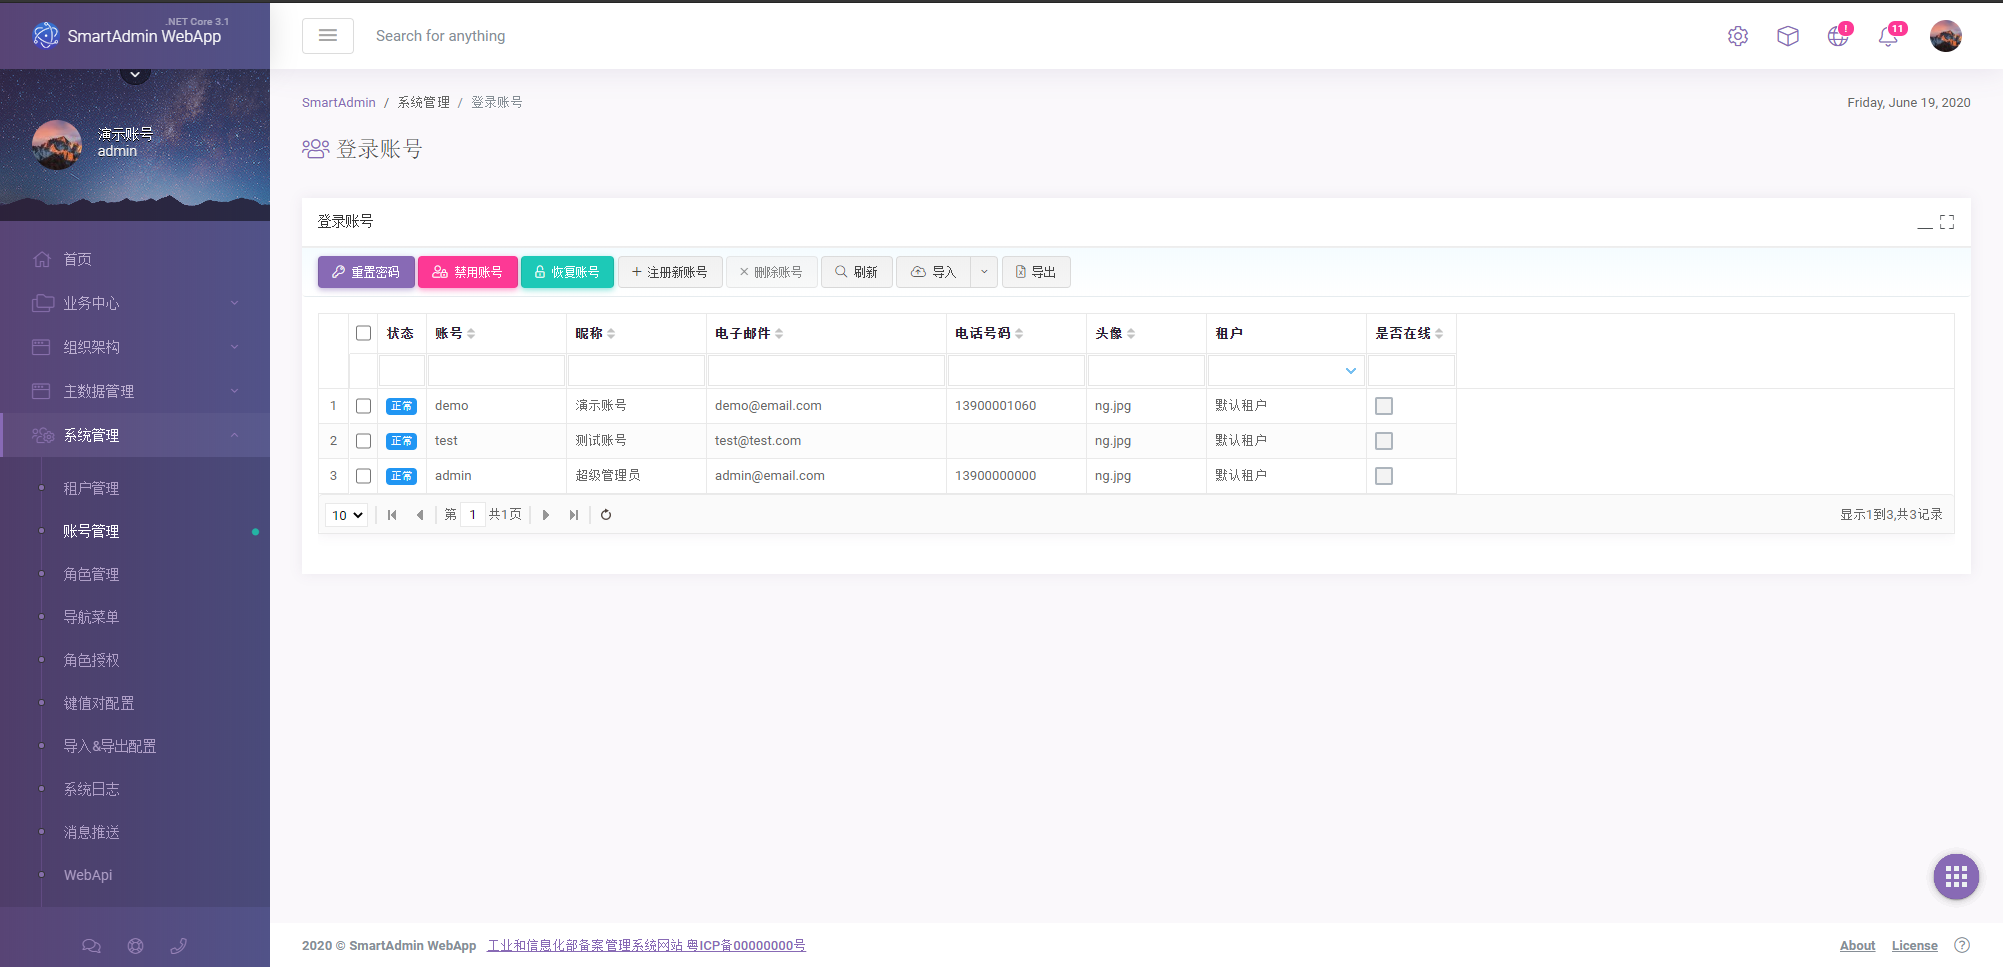 .NET Core 3.1
SmartAdmin WebApp
演示账号
admin
首页
业务中心
组织架构
主数据管理
系统管理
租户管理
账号管理
角色管理
导航菜单
角色授权
键值对配置
导入&导出配置
系统日志
消息推送
WebApi
Search for anything
!
11
SmartAdmin / 系统管理 / 登录账号
Friday, June 19, 2020
登录账号
登录账号
重置密码 禁用账号 恢复账号 注册新账号 删除账号 刷新 导入 导出
状态 账号 昵称 电子邮件 电话号码 头像 租户 是否在线
1 正常 demo 演示账号 demo@email.com 13900001060 ng.jpg 默认租户
2 正常 test 测试账号 test@test.com ng.jpg 默认租户
3 正常 admin 超级管理员 admin@email.com 13900000000 ng.jpg 默认租户
10 第 1 共1页 显示1到3,共3记录
2020 © SmartAdmin WebApp 工业和信息化部备案管理系统网站 粤ICP备00000000号
About License ?